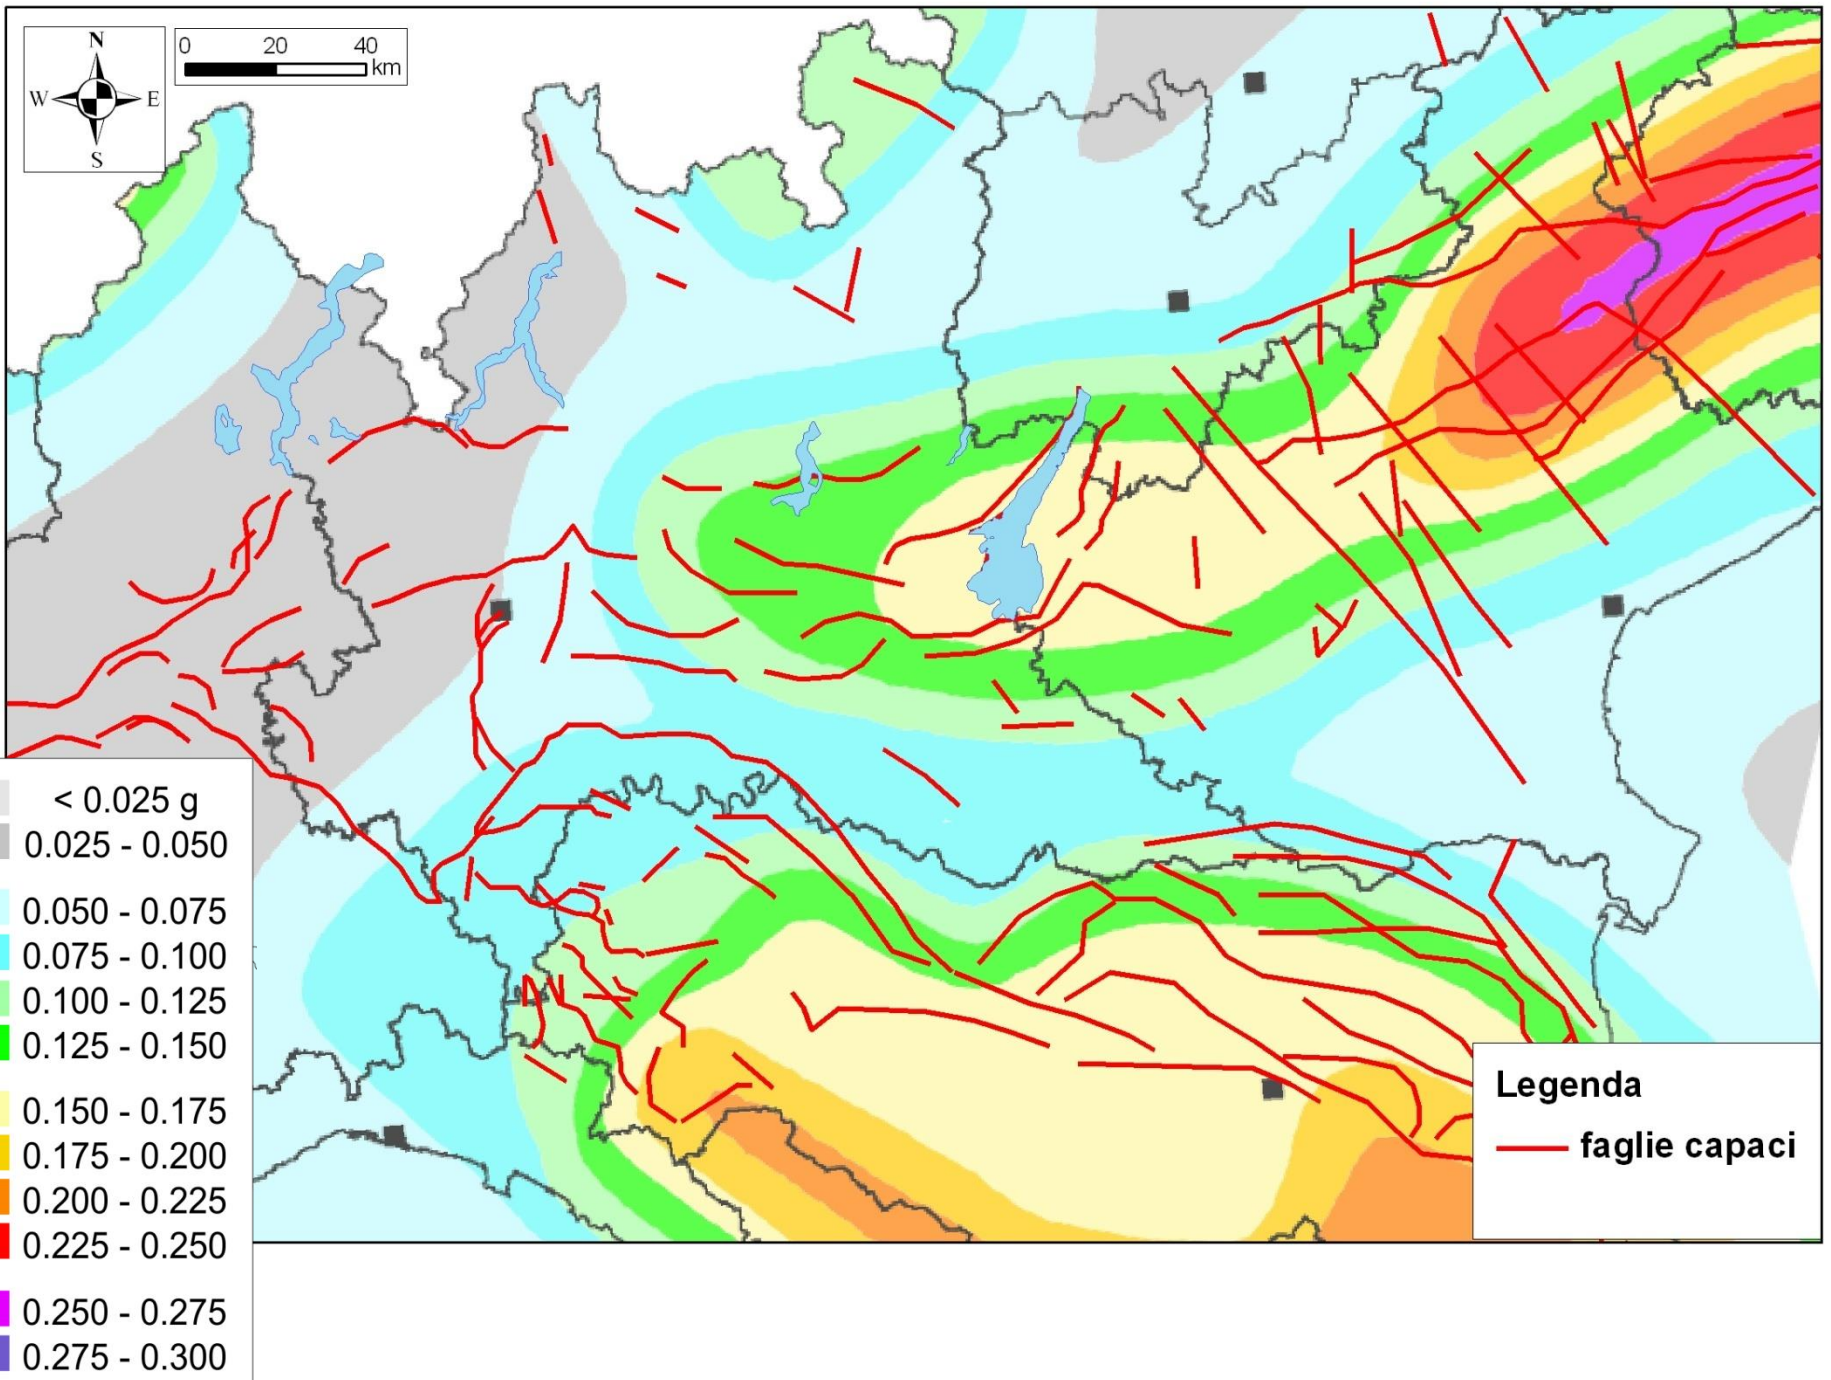 N
W E
S
0 20 40
km
< 0.025 g
0.025 - 0.050
0.050 - 0.075
0.075 - 0.100
0.100 - 0.125
0.125 - 0.150
0.150 - 0.175
0.175 - 0.200
0.200 - 0.225
0.225 - 0.250
0.250 - 0.275
0.275 - 0.300
Legenda
faglie capaci